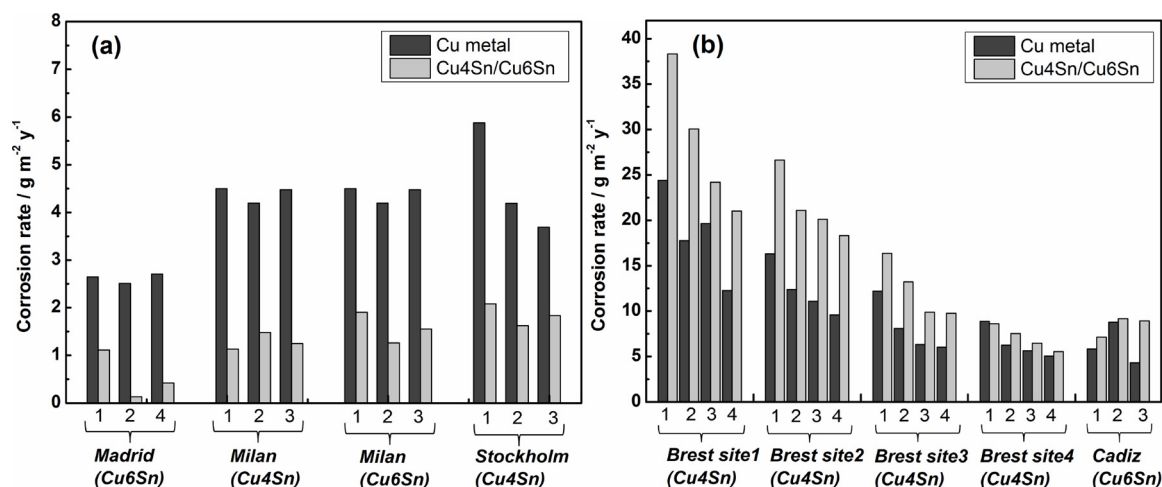 (a)
Cu metal
Cu4Sn/Cu6Sn
Corrosion rate / g m⁻² y⁻¹
8
7
6
5
4
3
2
1
0
1 2 4 1 2 3 1 2 3 1 2 3
Madrid Milan Milan Stockholm
(Cu6Sn) (Cu4Sn) (Cu6Sn) (Cu4Sn)
(b)
Cu metal
Cu4Sn/Cu6Sn
Corrosion rate / g m⁻² y⁻¹
40
35
30
25
20
15
10
5
0
1 2 3 4 1 2 3 4 1 2 3 4 1 2 3 4 1 2 3
Brest site1 Brest site2 Brest site3 Brest site4 Cadiz
(Cu4Sn) (Cu4Sn) (Cu4Sn) (Cu4Sn) (Cu6Sn)